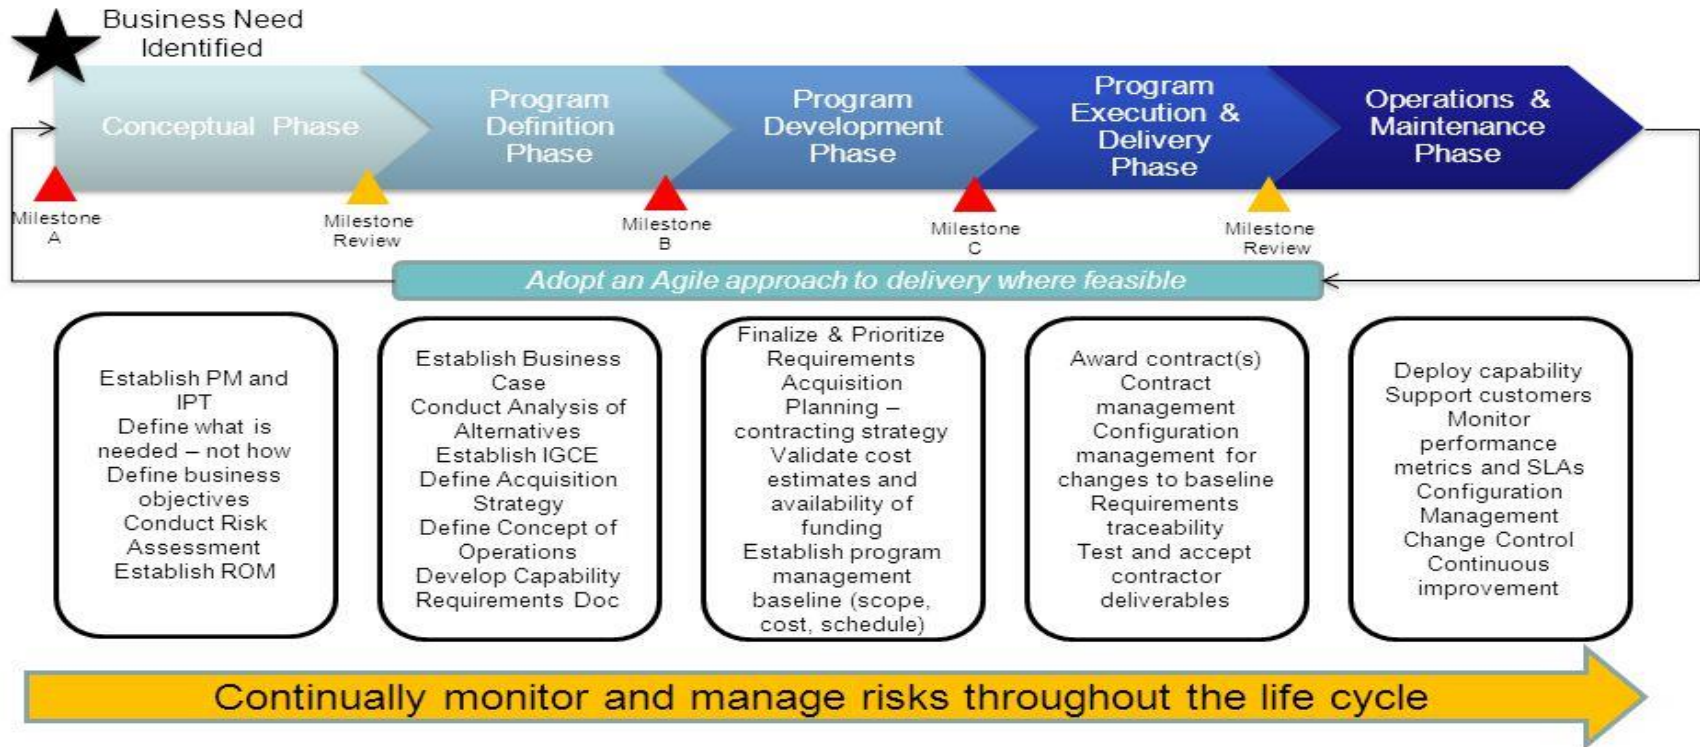 Business Need
Identified
Conceptual Phase
Program
Definition
Phase
Program
Development
Phase
Program
Execution &
Delivery
Phase
Operations &
Maintenance
Phase
Milestone
A
Milestone
Review
Milestone
B
Milestone
C
Milestone
Review
Adopt an Agile approach to delivery where feasible
Establish PM and
IPT
Define what is
needed – not how
Define business
objectives
Conduct Risk
Assessment
Establish ROM
Establish Business
Case
Conduct Analysis of
Alternatives
Establish IGCE
Define Acquisition
Strategy
Define Concept of
Operations
Develop Capability
Requirements Doc
Finalize & Prioritize
Requirements
Acquisition
Planning –
contracting strategy
Validate cost
estimates and
availability of
funding
Establish program
management
baseline (scope,
cost, schedule)
Award contract(s)
Contract
management
Configuration
management for
changes to baseline
Requirements
traceability
Test and accept
contractor
deliverables
Deploy capability
Support customers
Monitor
performance
metrics and SLAs
Configuration
Management
Change Control
Continuous
improvement
Continually monitor and manage risks throughout the life cycle